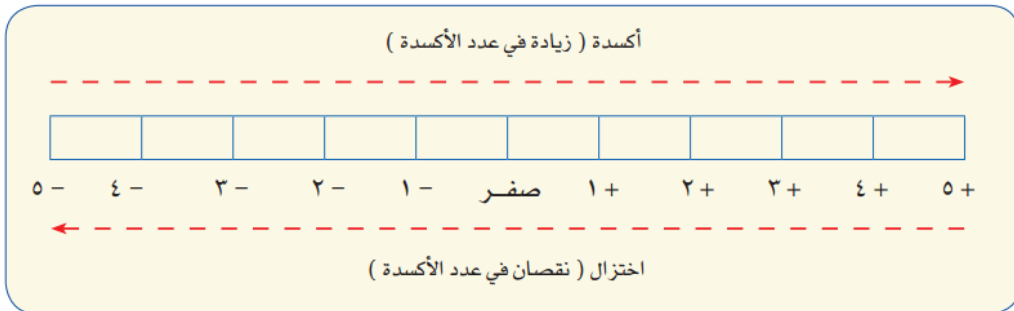 أكسدة ( زيادة في عدد الأكسدة )
٥ − ٤ − ٣ − ٢ − ١ − صفـر ١ + ٢ + ٣ + ٤ + ٥ +
اختزال ( نقصان في عدد الأكسدة )